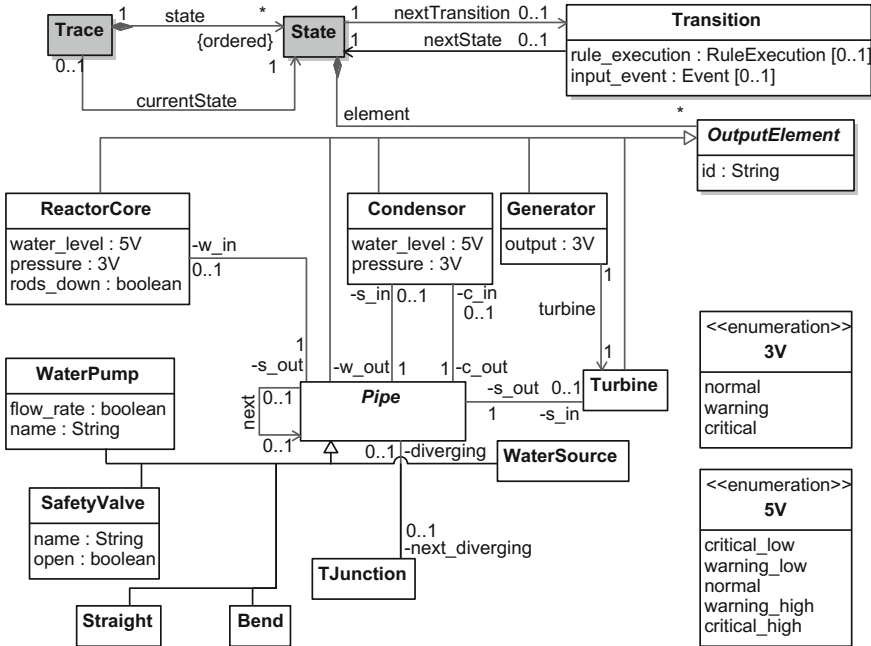 1 state * 1 nextTransition 0..1 Transition
Trace State
{ordered} 1 nextState 0..1 rule_execution : RuleExecution [0..1]
0..1 1 input_event : Event [0..1]
currentState
element *
OutputElement
id : String
ReactorCore Condensor Generator
water_level : 5V water_level : 5V output : 3V
pressure : 3V pressure : 3V
rods_down : boolean
-w_in
0..1
-s_in 0..1 -c_in 1
0..1
turbine
<<enumeration>>
3V
normal
warning
critical
1 1
-s_out -w_out 1 1 -c_out
WaterPump
flow_rate : boolean
name : String
next 0..1 Pipe -s_out 0..1 Turbine
0..1 1 -s_in
0..1 -diverging WaterSource
<<enumeration>>
5V
critical_low
warning_low
normal
warning_high
critical_high
SafetyValve
name : String
open : boolean
0..1
-next_diverging
TJunction
Straight Bend